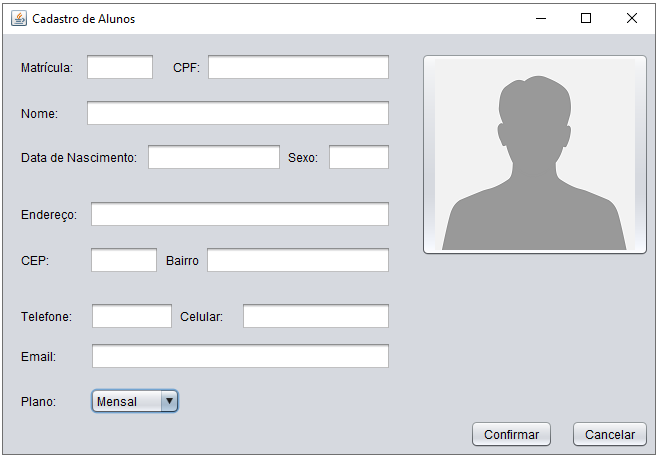 Cadastro de Alunos
Matrícula: CPF:
Nome:
Data de Nascimento: Sexo:
Endereço:
CEP: Bairro
Telefone: Celular:
Email:
Plano: Mensal
Confirmar Cancelar